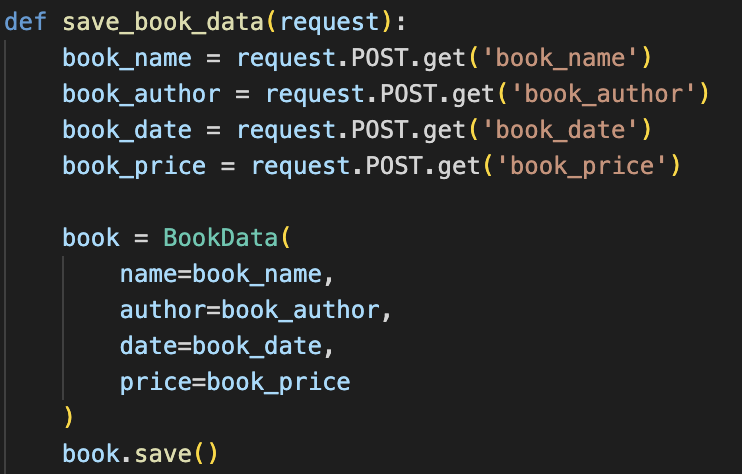 def save_book_data(request):
    book_name = request.POST.get('book_name')
    book_author = request.POST.get('book_author')
    book_date = request.POST.get('book_date')
    book_price = request.POST.get('book_price')

    book = BookData(
        name=book_name,
        author=book_author,
        date=book_date,
        price=book_price
    )
    book.save()